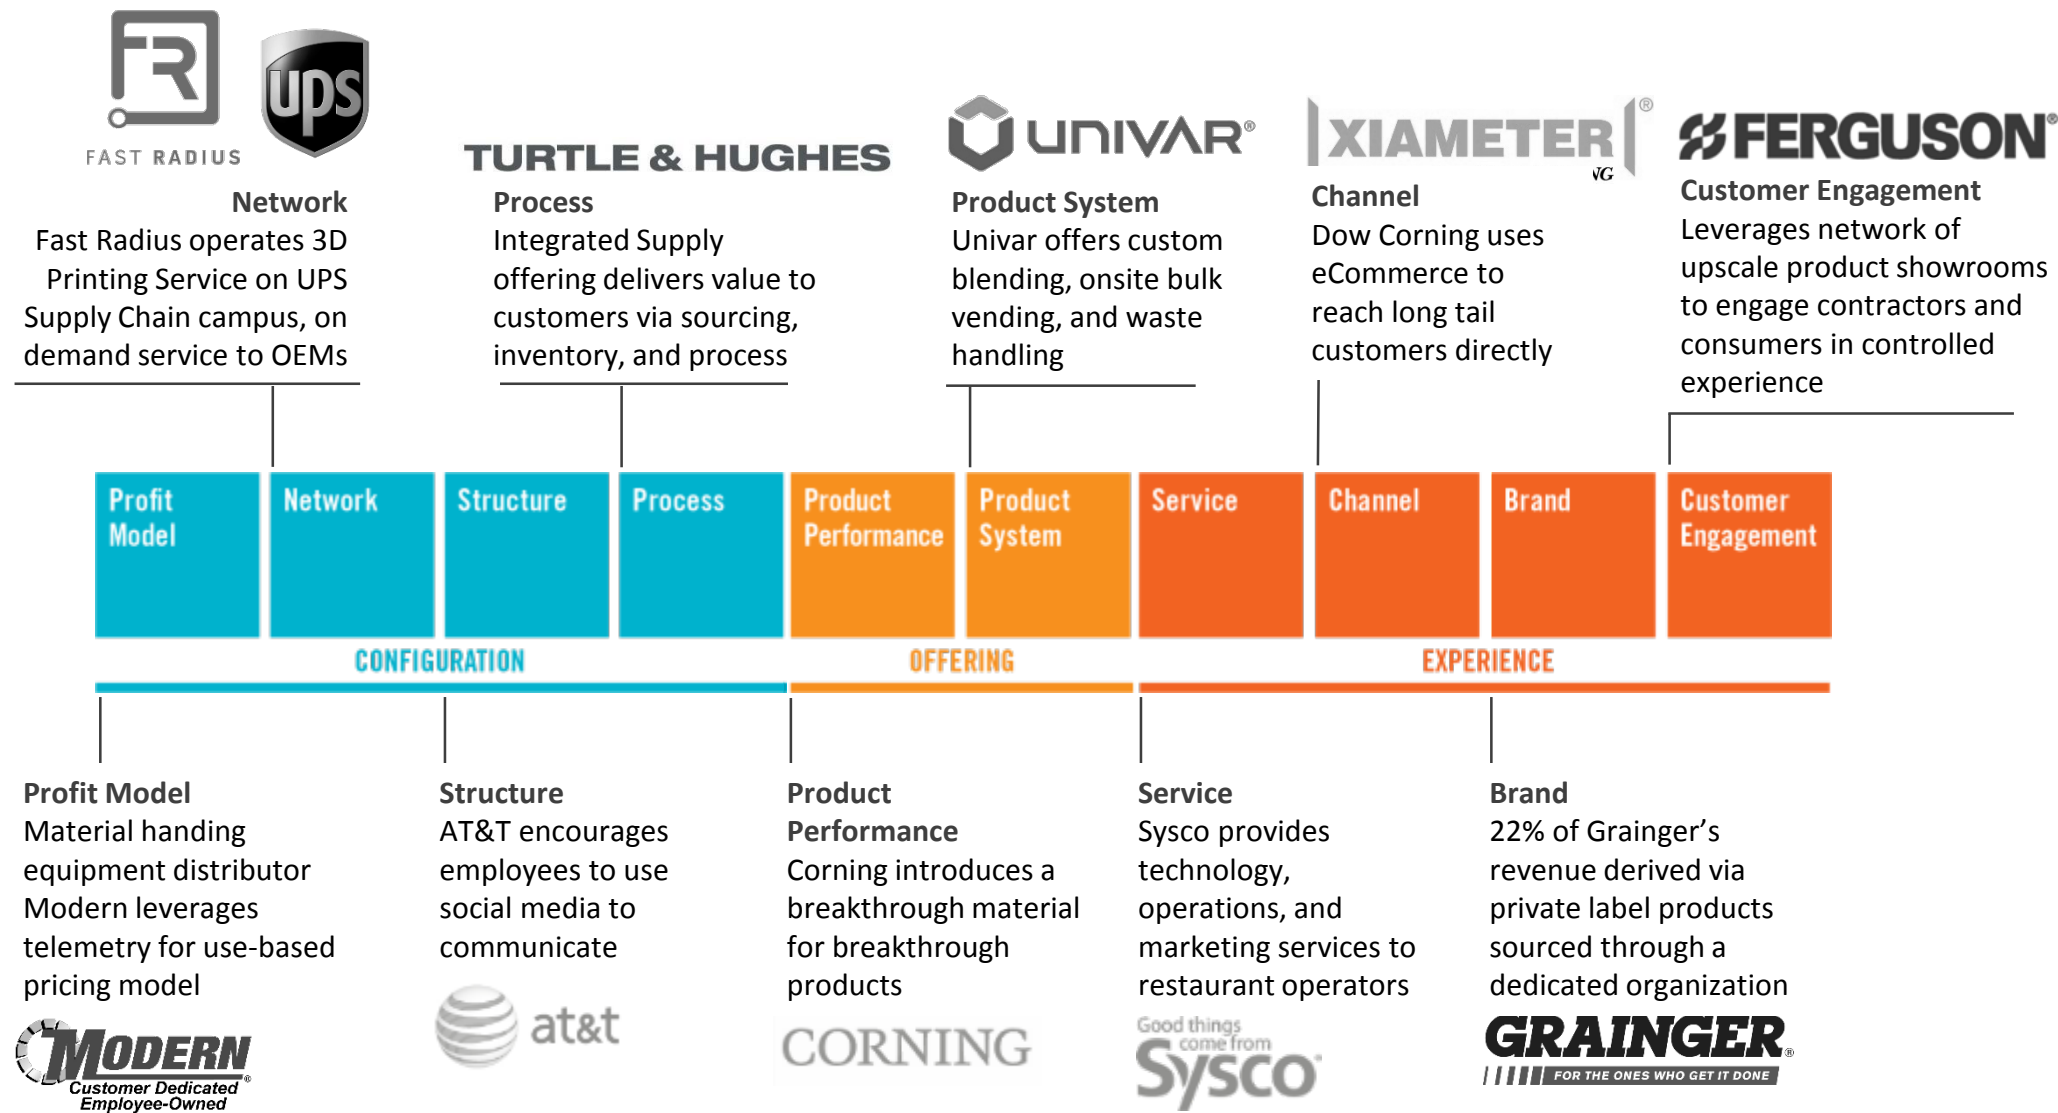 FAST RADIUS
ups
Network
Fast Radius operates 3D
Printing Service on UPS
Supply Chain campus, on
demand service to OEMs
TURTLE & HUGHES
Process
Integrated Supply
offering delivers value to
customers via sourcing,
inventory, and process
UNIVAR®
Product System
Univar offers custom
blending, onsite bulk
vending, and waste
handling
XIAMETER®
NG
Channel
Dow Corning uses
eCommerce to
reach long tail
customers directly
FERGUSON®
Customer Engagement
Leverages network of
upscale product showrooms
to engage contractors and
consumers in controlled
experience
Profit
Model
Network
Structure
Process
Product
Performance
Product
System
Service
Channel
Brand
Customer
Engagement
CONFIGURATION
OFFERING
EXPERIENCE
Profit Model
Material handing
equipment distributor
Modern leverages
telemetry for use-based
pricing model
MODERN
Customer Dedicated®
Employee-Owned
Structure
AT&T encourages
employees to use
social media to
communicate
at&t
Product
Performance
Corning introduces a
breakthrough material
for breakthrough
products
CORNING
Service
Sysco provides
technology,
operations, and
marketing services to
restaurant operators
Good things
come from
Sysco
Brand
22% of Grainger’s
revenue derived via
private label products
sourced through a
dedicated organization
GRAINGER®
FOR THE ONES WHO GET IT DONE